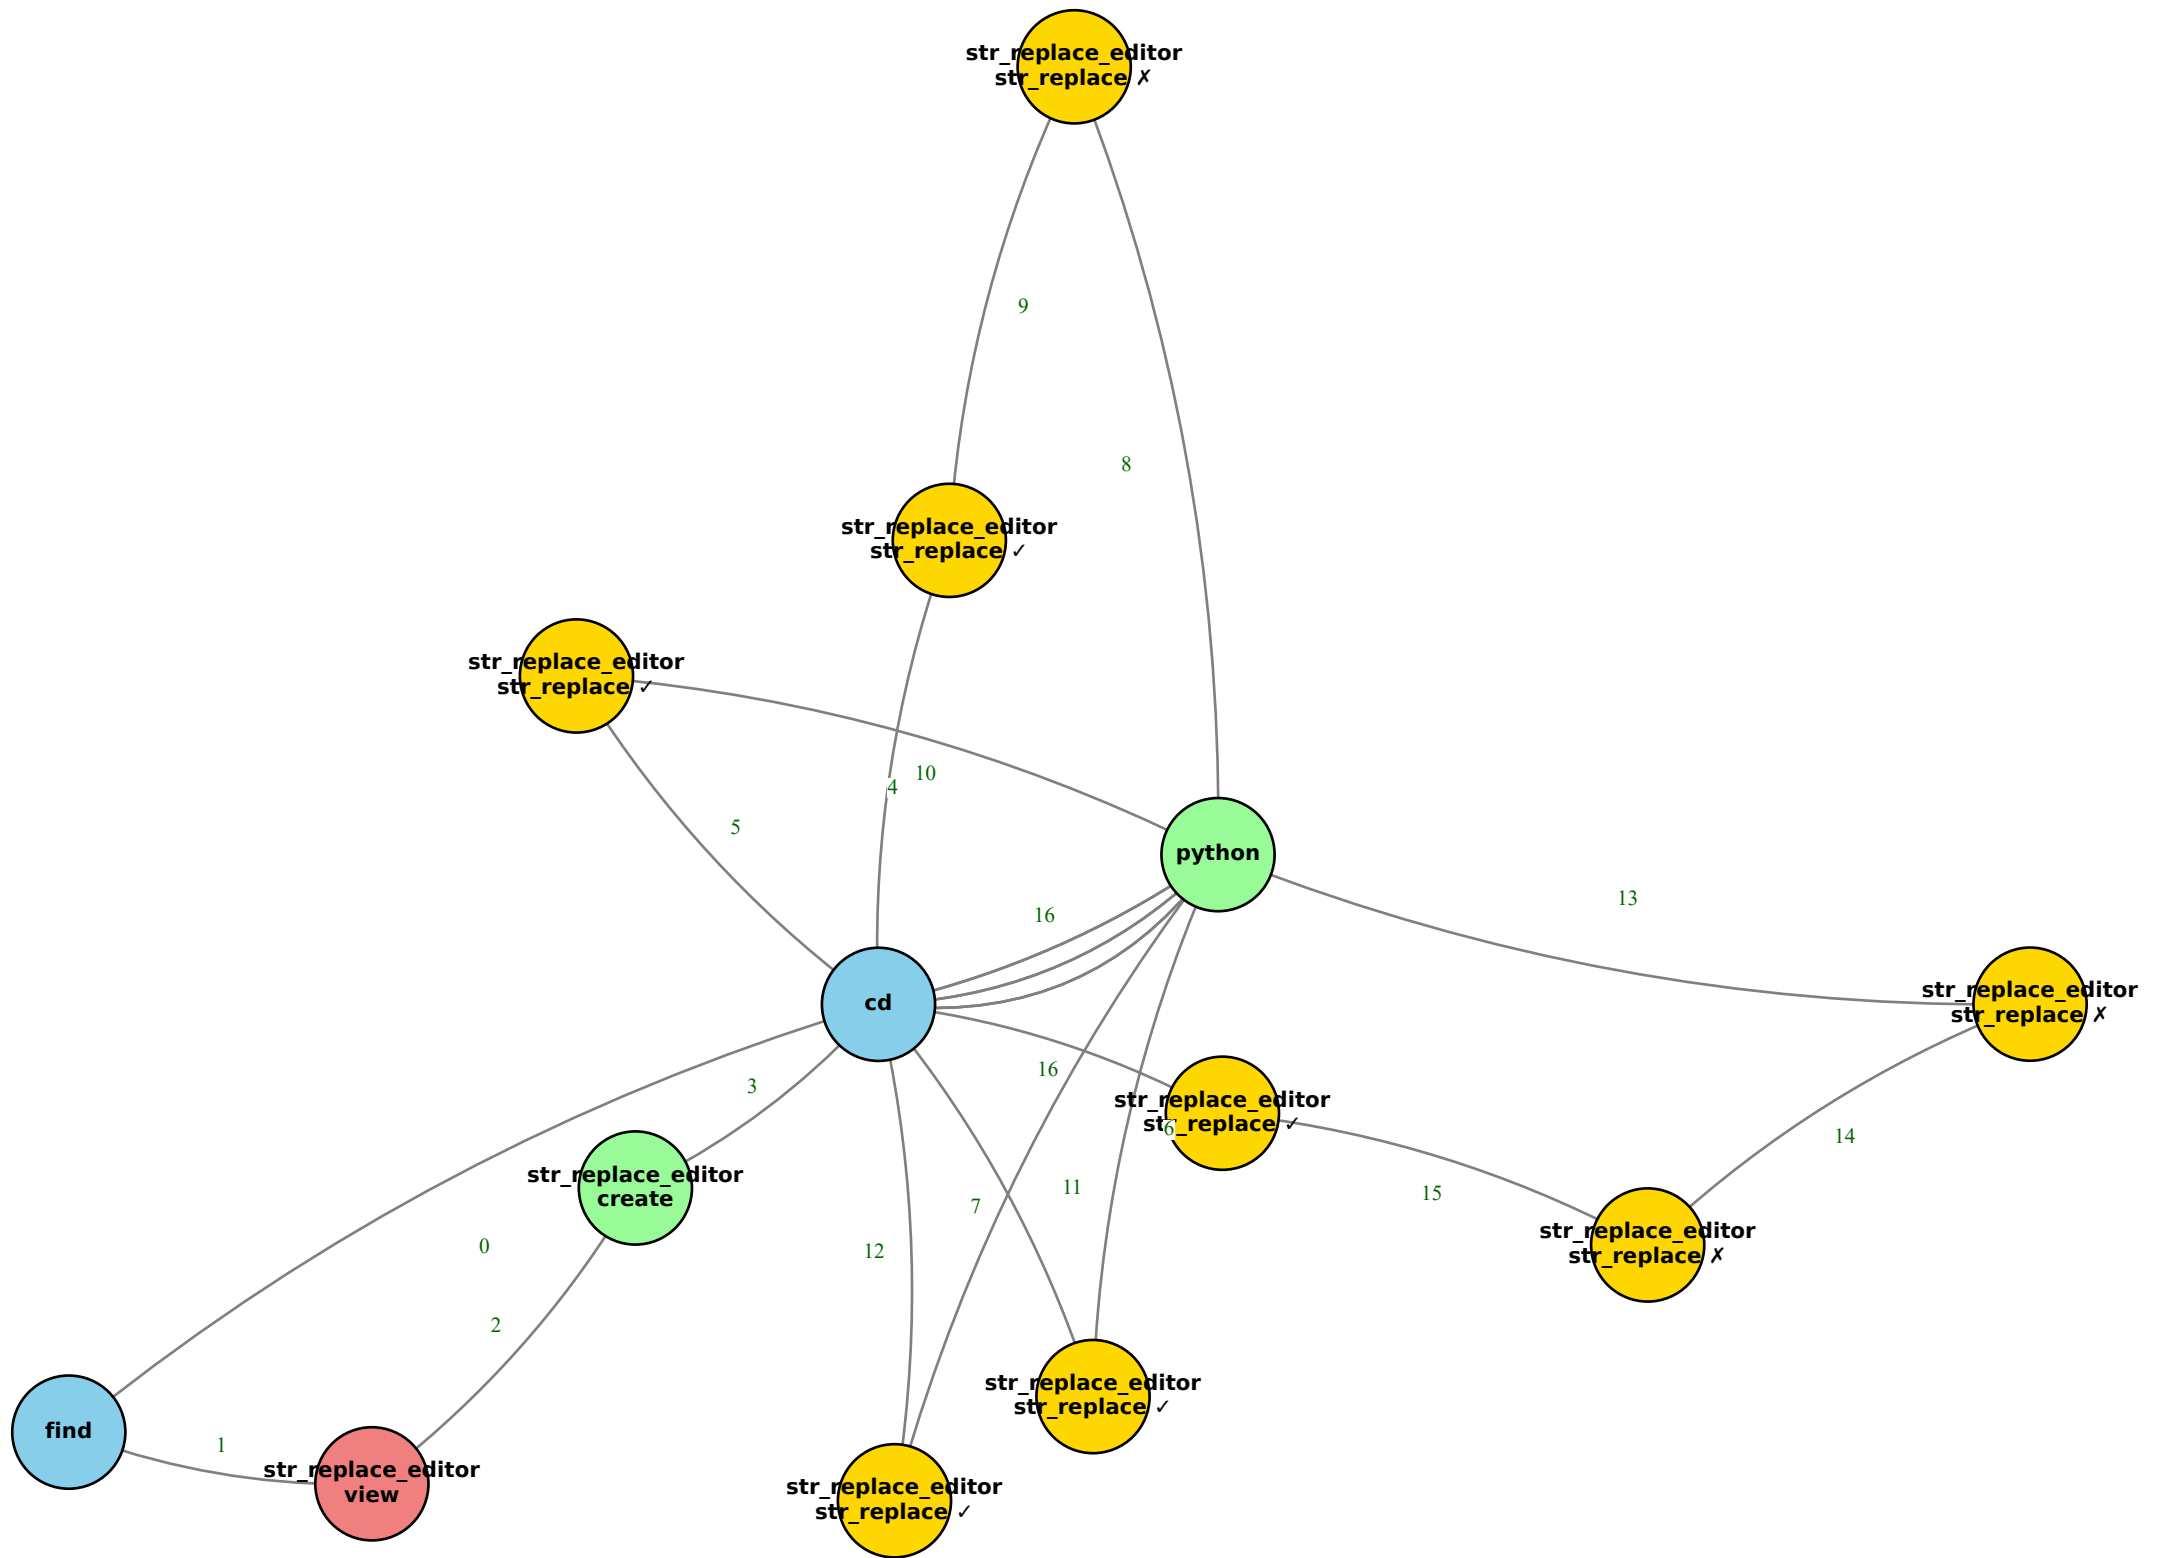 str_replace_editor
str_replace ✗
9
8
str_replace_editor
str_replace ✓
str_replace_editor
str_replace ✓
10
4
5
python
16
13
cd
str_replace_editor
str_replace ✗
16
3
str_replace_editor
str_replace ✓
6
14
str_replace_editor
create
11
15
7
0
12
str_replace_editor
str_replace ✗
2
str_replace_editor
str_replace ✓
find
1
str_replace_editor
view
str_replace_editor
str_replace ✓